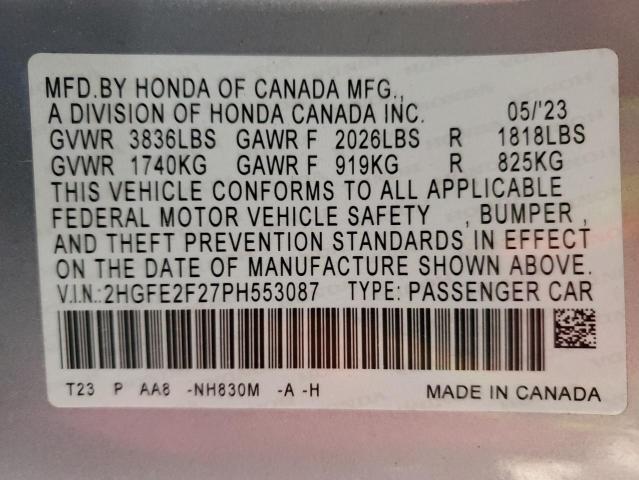 MFD.BY HONDA OF CANADA MFG.,
A DIVISION OF HONDA CANADA INC. 05/'23
GVWR 3836LBS GAWR F 2026LBS R 1818LBS
GVWR 1740KG GAWR F 919KG R 825KG
THIS VEHICLE CONFORMS TO ALL APPLICABLE
FEDERAL MOTOR VEHICLE SAFETY , BUMPER ,
AND THEFT PREVENTION STANDARDS IN EFFECT
ON THE DATE OF MANUFACTURE SHOWN ABOVE.
V.I.N.:2HGFE2F27PH553087 TYPE: PASSENGER CAR
T23 P AA8 -NH830M -A -H MADE IN CANADA